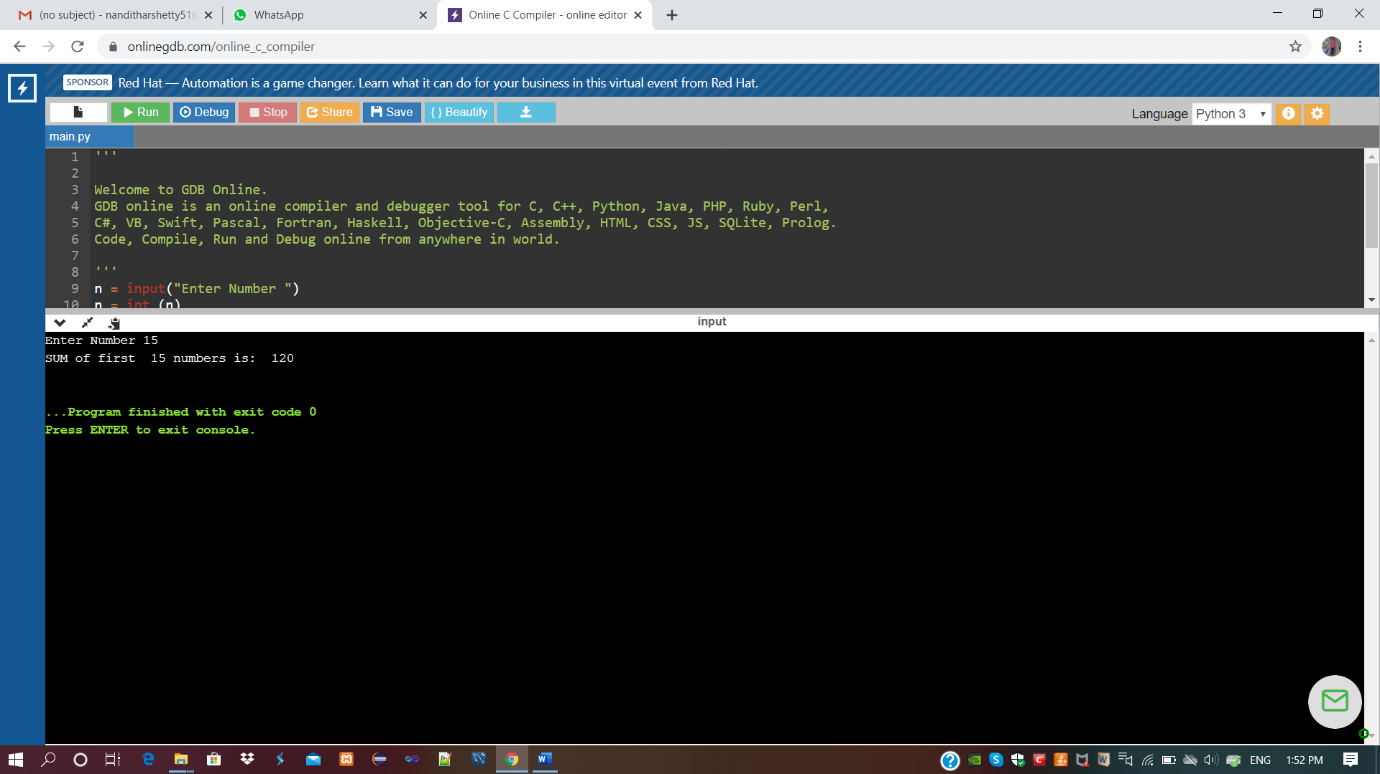 (no subject) - nanditharshetty51
WhatsApp
Online C Compiler - online editor
onlinegdb.com/online_c_compiler
SPONSOR Red Hat — Automation is a game changer. Learn what it can do for your business in this virtual event from Red Hat.
Run Debug Stop Share Save { } Beautify Language Python 3
main.py
1 '''
2
3 Welcome to GDB Online.
4 GDB online is an online compiler and debugger tool for C, C++, Python, Java, PHP, Ruby, Perl,
5 C#, VB, Swift, Pascal, Fortran, Haskell, Objective-C, Assembly, HTML, CSS, JS, SQLite, Prolog.
6 Code, Compile, Run and Debug online from anywhere in world.
7
8 '''
9 n = input("Enter Number ")
10 n = int (n)
input
Enter Number 15
SUM of first  15 numbers is:  120
...Program finished with exit code 0
Press ENTER to exit console.
ENG 1:52 PM